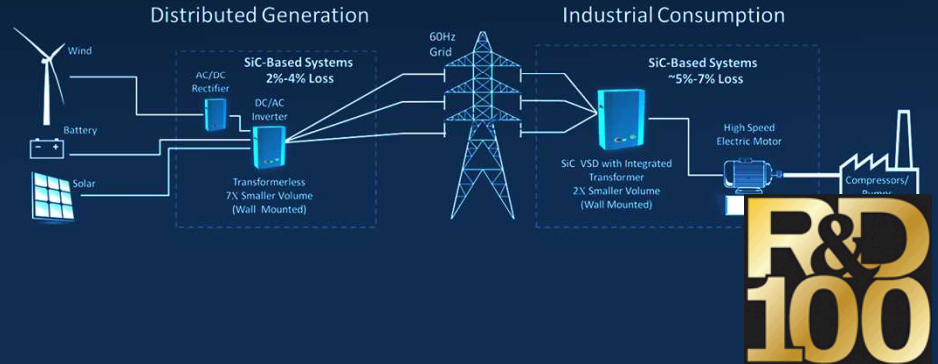 Distributed Generation
Industrial Consumption
Wind
AC/DC
Rectifier
SiC-Based Systems
2%-4% Loss
DC/AC
Inverter
Battery
Solar
Transformerless
7X Smaller Volume
(Wall Mounted)
60Hz
Grid
SiC-Based Systems
~5%-7% Loss
SiC VSD with Integrated
Transformer
2X Smaller Volume
(Wall Mounted)
High Speed
Electric Motor
Compressors/
Pumps
R&D
100